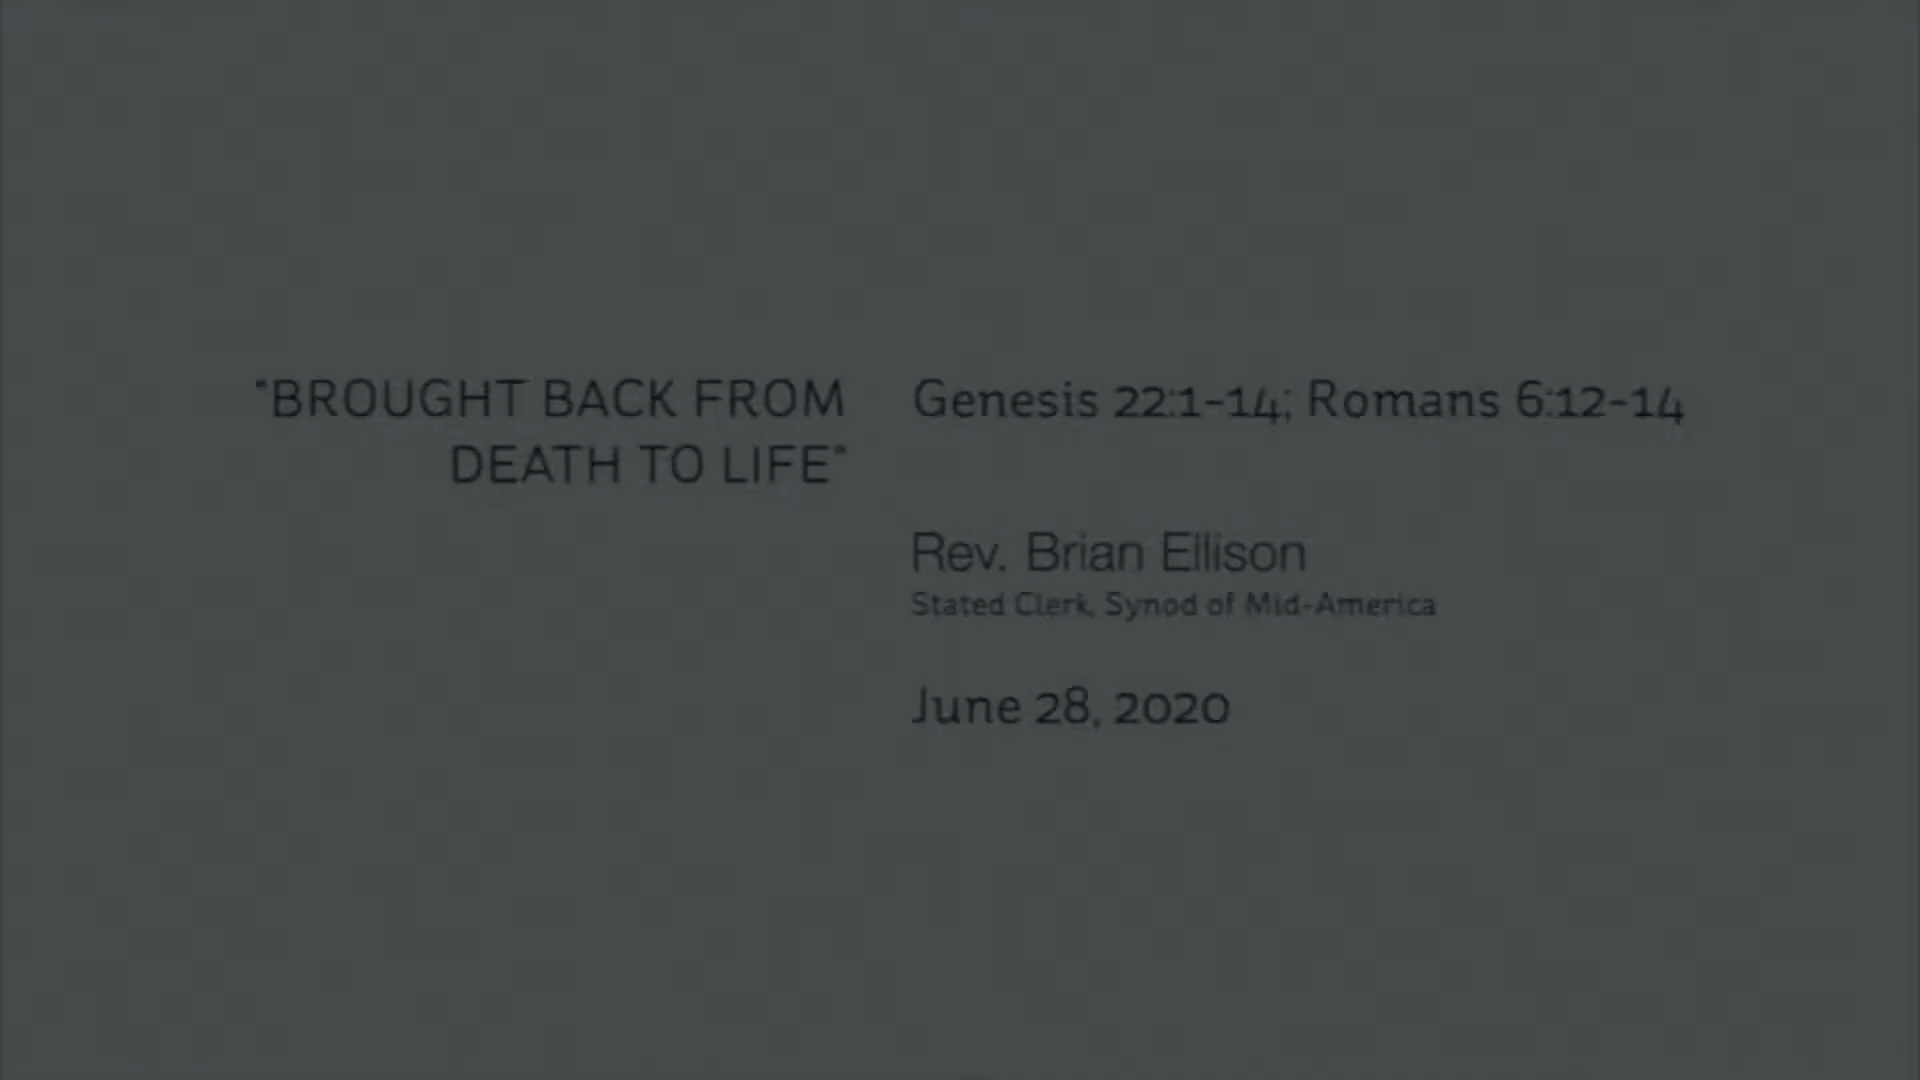 "BROUGHT BACK FROM
DEATH TO LIFE"
Genesis 22:1-14; Romans 6:12-14
Rev. Brian Ellison
Stated Clerk, Synod of Mid-America
June 28, 2020